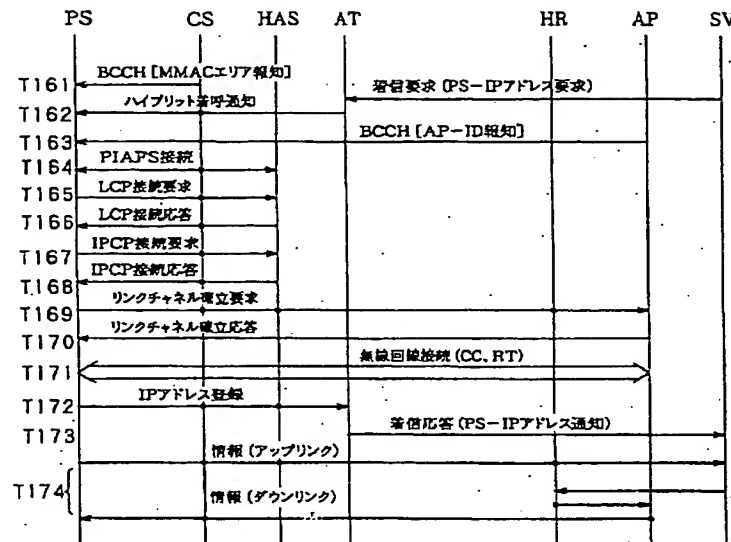 PS CS HAS AT HR AP SV
BCCH [MMACエリア報知]
T161
着信要求 (PS-IPアドレス要求)
ハイブリット着呼通知
T162
BCCH [AP-ID報知]
T163
PIAFS接続
T164
LCP接続要求
T165
LCP接続応答
T166
IPCP接続要求
T167
IPCP接続応答
T168
リンクチャネル確立要求
T169
リンクチャネル確立応答
T170
無線回線接続 (CC, RT)
T171
IPアドレス登録
T172
着信応答 (PS-IPアドレス通知)
T173
情報 (アップリンク)
T174
情報 (ダウンリンク)